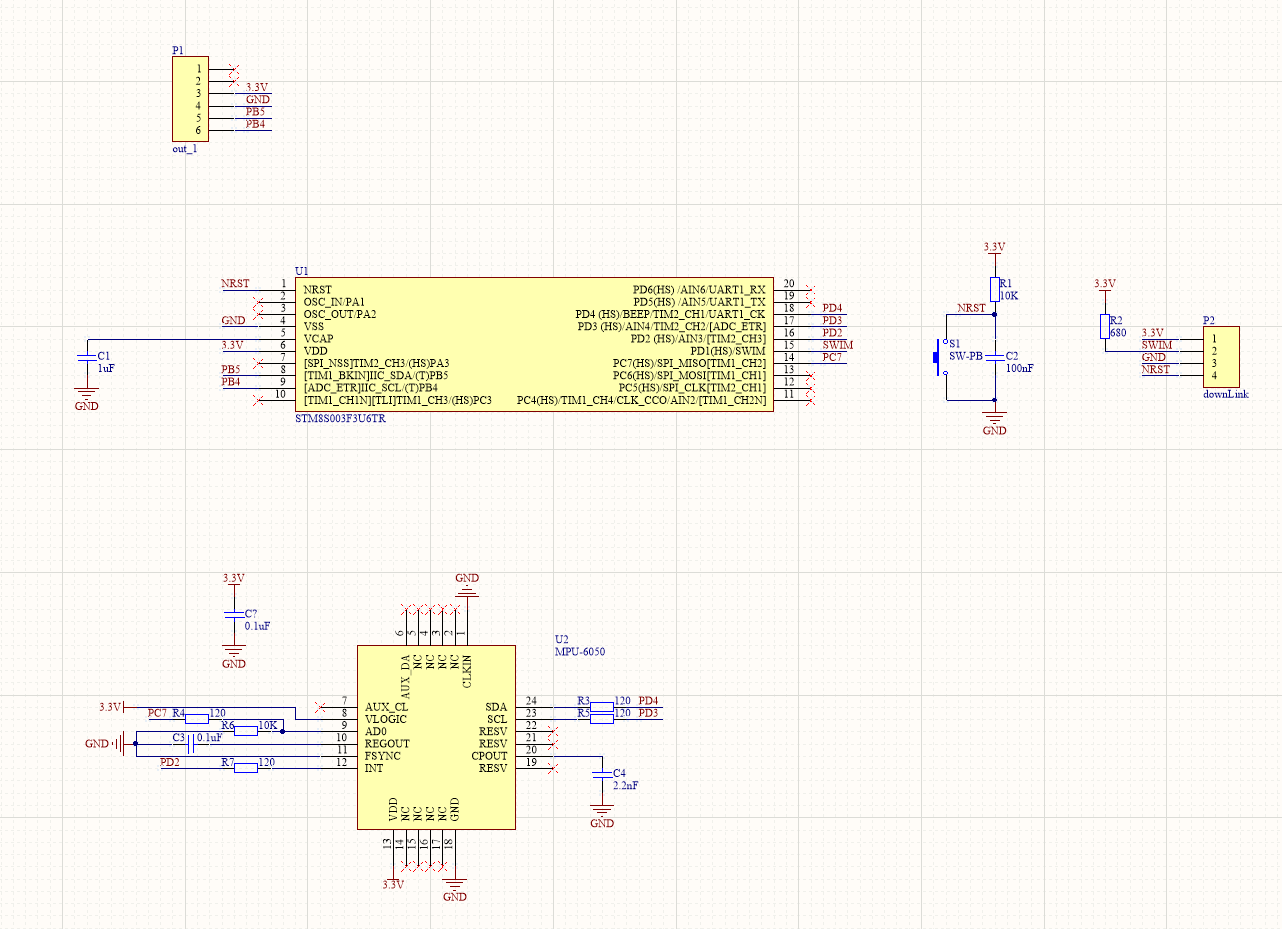 P1
1
2
3 3.3V
4 GND
5 PB5
6 PB4
out_1
U1
NRST 1 NRST
2 OSC_IN/PA1
3 OSC_OUT/PA2
GND 4 VSS
5 VCAP
3.3V 6 VDD
7 [SPI_NSS]TIM2_CH3/(HS)PA3
PB5 8 [TIM1_BKIN]IIC_SDA/(T)PB5
PB4 9 [ADC_ETR]IIC_SCL/(T)PB4
10 [TIM1_CH1N][TLI]TIM1_CH3/(HS)PC3
PD6(HS) /AIN6/UART1_RX 20
PD5(HS) /AIN5/UART1_TX 19
PD4 (HS)/BEEP/TIM2_CH1/UART1_CK 18 PD4
PD3 (HS)/AIN4/TIM2_CH2/[ADC_ETR] 17 PD3
PD2 (HS)/AIN3/[TIM2_CH3] 16 PD2
PD1(HS)/SWIM 15 SWIM
PC7(HS)/SPI_MISO[TIM1_CH2] 14 PC7
PC6(HS)/SPI_MOSI[TIM1_CH1] 13
PC5(HS)/SPI_CLK[TIM2_CH1] 12
PC4(HS)/TIM1_CH4/CLK_CCO/AIN2/[TIM1_CH2N] 11
STM8S003F3U6TR
C1
1uF
GND
3.3V
R1
10K
NRST
S1
SW-PB
C2
100nF
GND
3.3V
R2
680
P2
3.3V 1
SWIM 2
GND 3
NRST 4
downLink
3.3V
C7
0.1uF
GND
GND
6 5 4 3 2 1
AUX_DA NC NC NC NC CLKIN
U2
MPU-6050
3.3V
PC7 R4 120
R6 10K
GND
C3 0.1uF
PD2 R7 120
7 AUX_CL
8 VLOGIC
9 AD0
10 REGOUT
11 FSYNC
12 INT
SDA 24 R3 120 PD4
SCL 23 R5 120 PD3
RESV 22
RESV 21
CPOUT 20
RESV 19
C4
2.2nF
GND
VDD NC NC NC NC GND
13 14 15 16 17 18
3.3V
GND